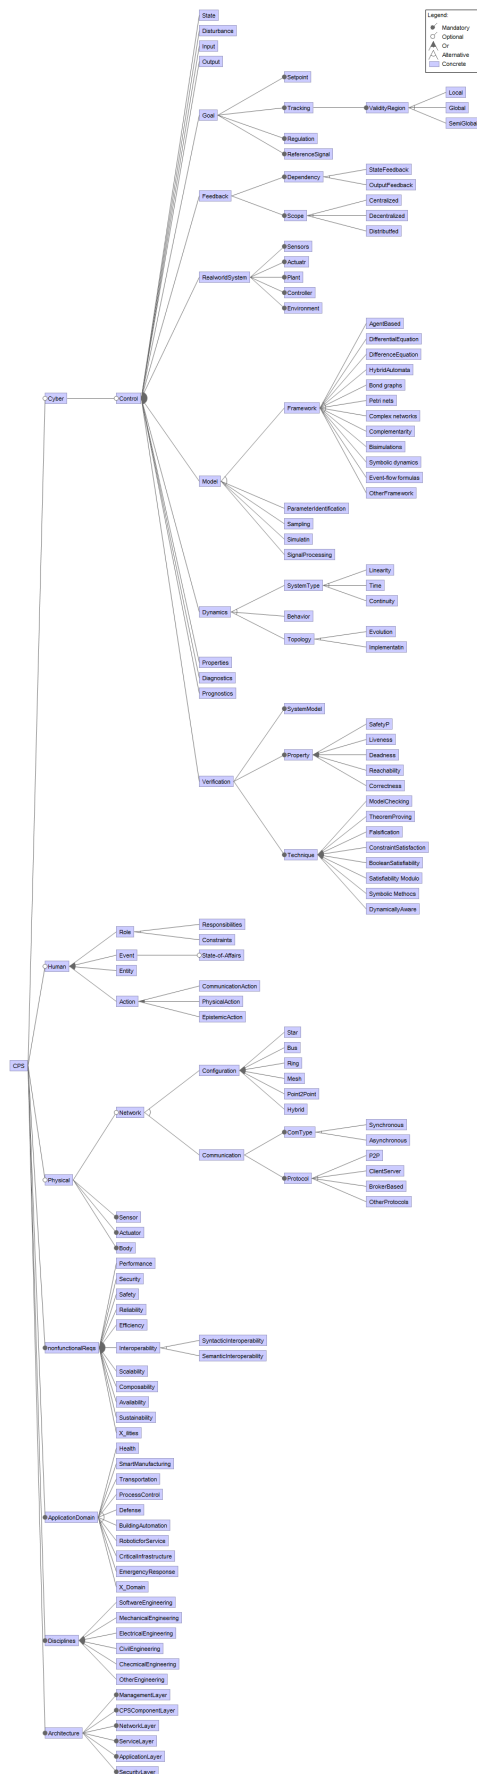 Legend:
Mandatory
Optional
Or
Alternative
Concrete
State
Disturbance
Input
Output
Goal
Setpoint
Tracking
ValidityRegion
Local
Global
SemiGlobal
Regulation
ReferenceSignal
Feedback
Dependency
StateFeedback
OutputFeedback
Scope
Centralized
Decentralized
Distributfed
RealworldSystem
Sensors
Actuatr
Plant
Controller
Environment
Cyber
Control
Model
Framework
AgentBased
DifferentialEquation
DifferenceEquation
HybridAutomata
Bond graphs
Petri nets
Complex networks
Complementarity
Bisimulations
Symbolic dynamics
Event-flow formulas
OtherFramework
ParameterIdentification
Sampling
Simulatin
SignalProcessing
Dynamics
SystemType
Linearity
Time
Continuity
Behavior
Topology
Evolution
Implementatin
Properties
Diagnostics
Prognostics
Verification
SystemModel
Property
SafetyP
Liveness
Deadness
Reachability
Correctness
Technique
ModelChecking
TheoremProving
Falsification
ConstraintSatisfaction
BooleanSatisfiability
Satisfiability Modulo
Symbolic Methocs
DynamicallyAware
Human
Role
Responsibilities
Constraints
Event
State-of-Affairs
Entity
Action
CommunicationAction
PhysicalAction
EpistemicAction
CPS
Physical
Network
Configuration
Star
Bus
Ring
Mesh
Point2Point
Hybrid
Communication
ComType
Synchronous
Asynchronous
Protocol
P2P
ClientServer
BrokerBased
OtherProtocols
Sensor
Actuator
Body
nonfunctionalReqs
Performance
Security
Safety
Reliability
Efficiency
Interoperability
SyntacticInteroperability
SemanticInteroperability
Scalability
Composability
Availability
Sustainability
X_ilities
ApplicationDomain
Health
SmartManufacturing
Transportation
ProcessControl
Defense
BuildingAutomation
RoboticforService
CriticalInfrastructure
EmergencyResponse
X_Domain
Disciplines
SoftwareEngineering
MechanicalEngineering
ElectricalEngineering
CivilEngineering
ChecmicalEngineering
OtherEngineering
Architecture
ManagementLayer
CPSComponentLayer
NetworkLayer
ServiceLayer
ApplicationLayer
SecurityLayer